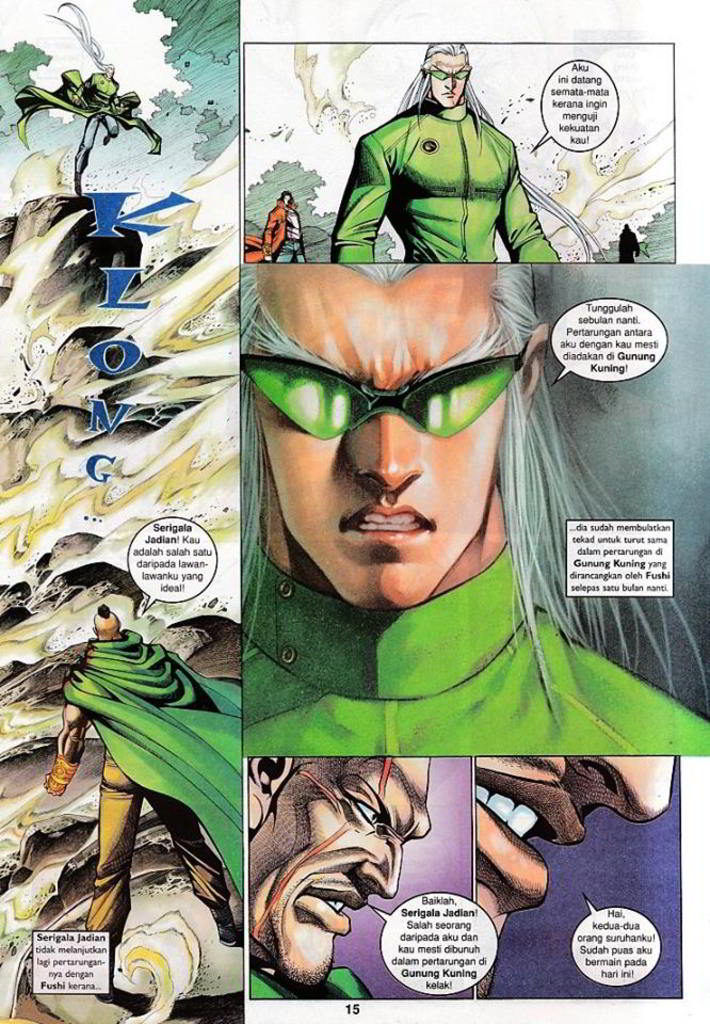 KLONG...
Serigala
Jadian! Kau
adalah salah satu
daripada lawan-
lawanku yang
ideal!
Serigala Jadian
tidak melanjutkan
lagi pertarungan-
nya dengan
Fushi kerana...
Aku
ini datang
semata-mata
kerana ingin
menguji
kekuatan
kau!
Tunggulah
sebulan nanti.
Pertarungan antara
aku dengan kau mesti
diadakan di Gunung
Kuning!
...dia sudah membulatkan
tekad untuk turut sama
dalam pertarungan di
Gunung Kuning yang
dirancangkan oleh Fushi
selepas satu bulan nanti.
Baiklah,
Serigala Jadian!
Salah seorang
daripada aku dan
kau mesti dibunuh
dalam pertarungan di
Gunung Kuning
kelak!
Hai,
kedua-dua
orang suruhanku!
Sudah puas aku
bermain pada
hari ini!
15